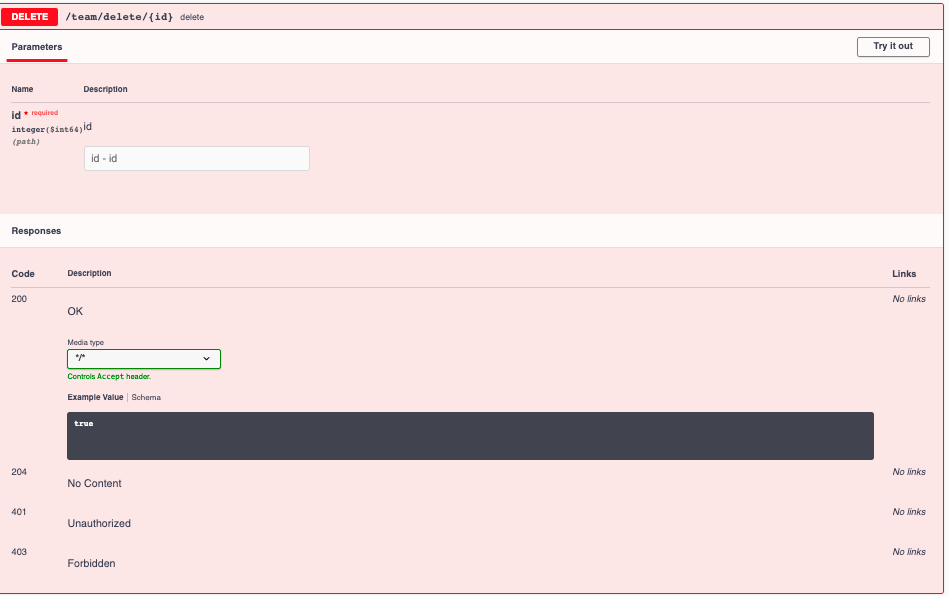 DELETE /team/delete/{id} delete
Parameters Try it out
Name Description
id * required
integer($int64) id
(path)
id - id
Responses
Code Description Links
200 No links
OK
Media type
*/*
Controls Accept header.
Example Value | Schema
true
204 No links
No Content
401 No links
Unauthorized
403 No links
Forbidden